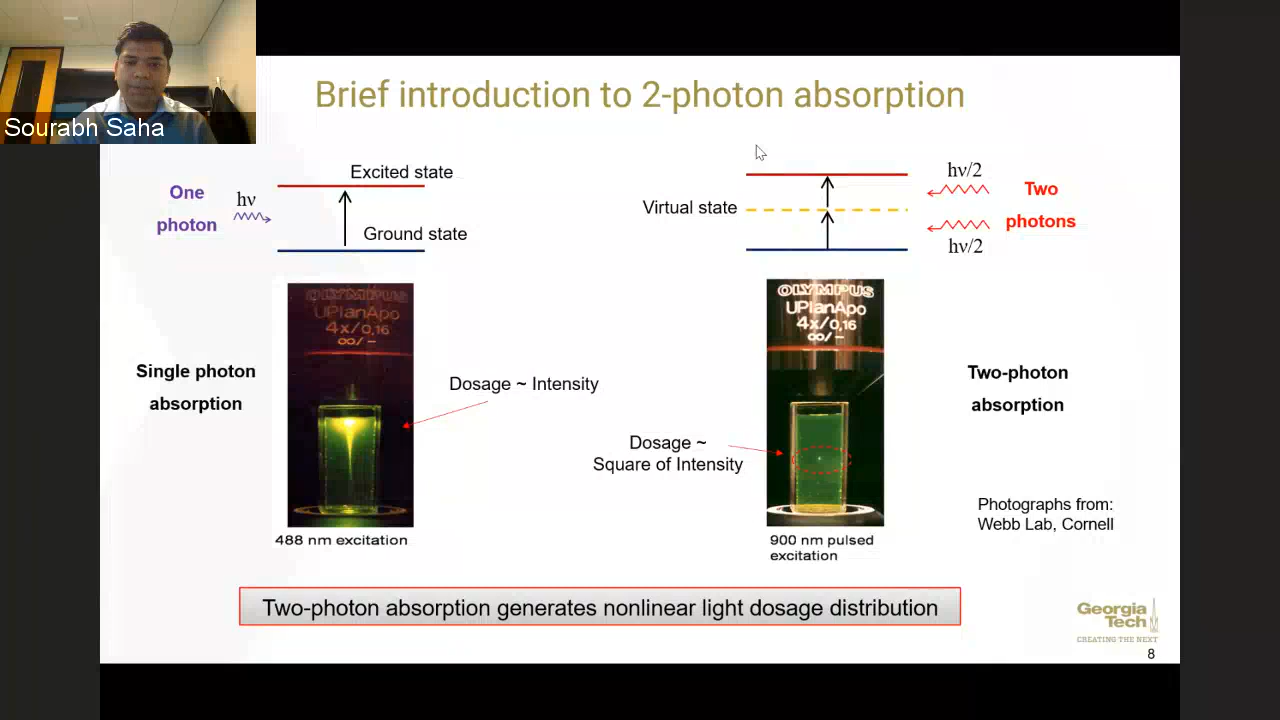 Sourabh Saha
Brief introduction to 2-photon absorption
One
photon
hν
Excited state
Ground state
Virtual state
hν/2
hν/2
Two
photons
OLYMPUS
UPlanApo
4x/0,16
∞/-
OLYMPUS
UPlanApo
4x/0,16
∞/-
Single photon
absorption
Dosage ~ Intensity
Dosage ~
Square of Intensity
Two-photon
absorption
Photographs from:
Webb Lab, Cornell
488 nm excitation
900 nm pulsed
excitation
Two-photon absorption generates nonlinear light dosage distribution
Georgia
Tech
CREATING THE NEXT
8